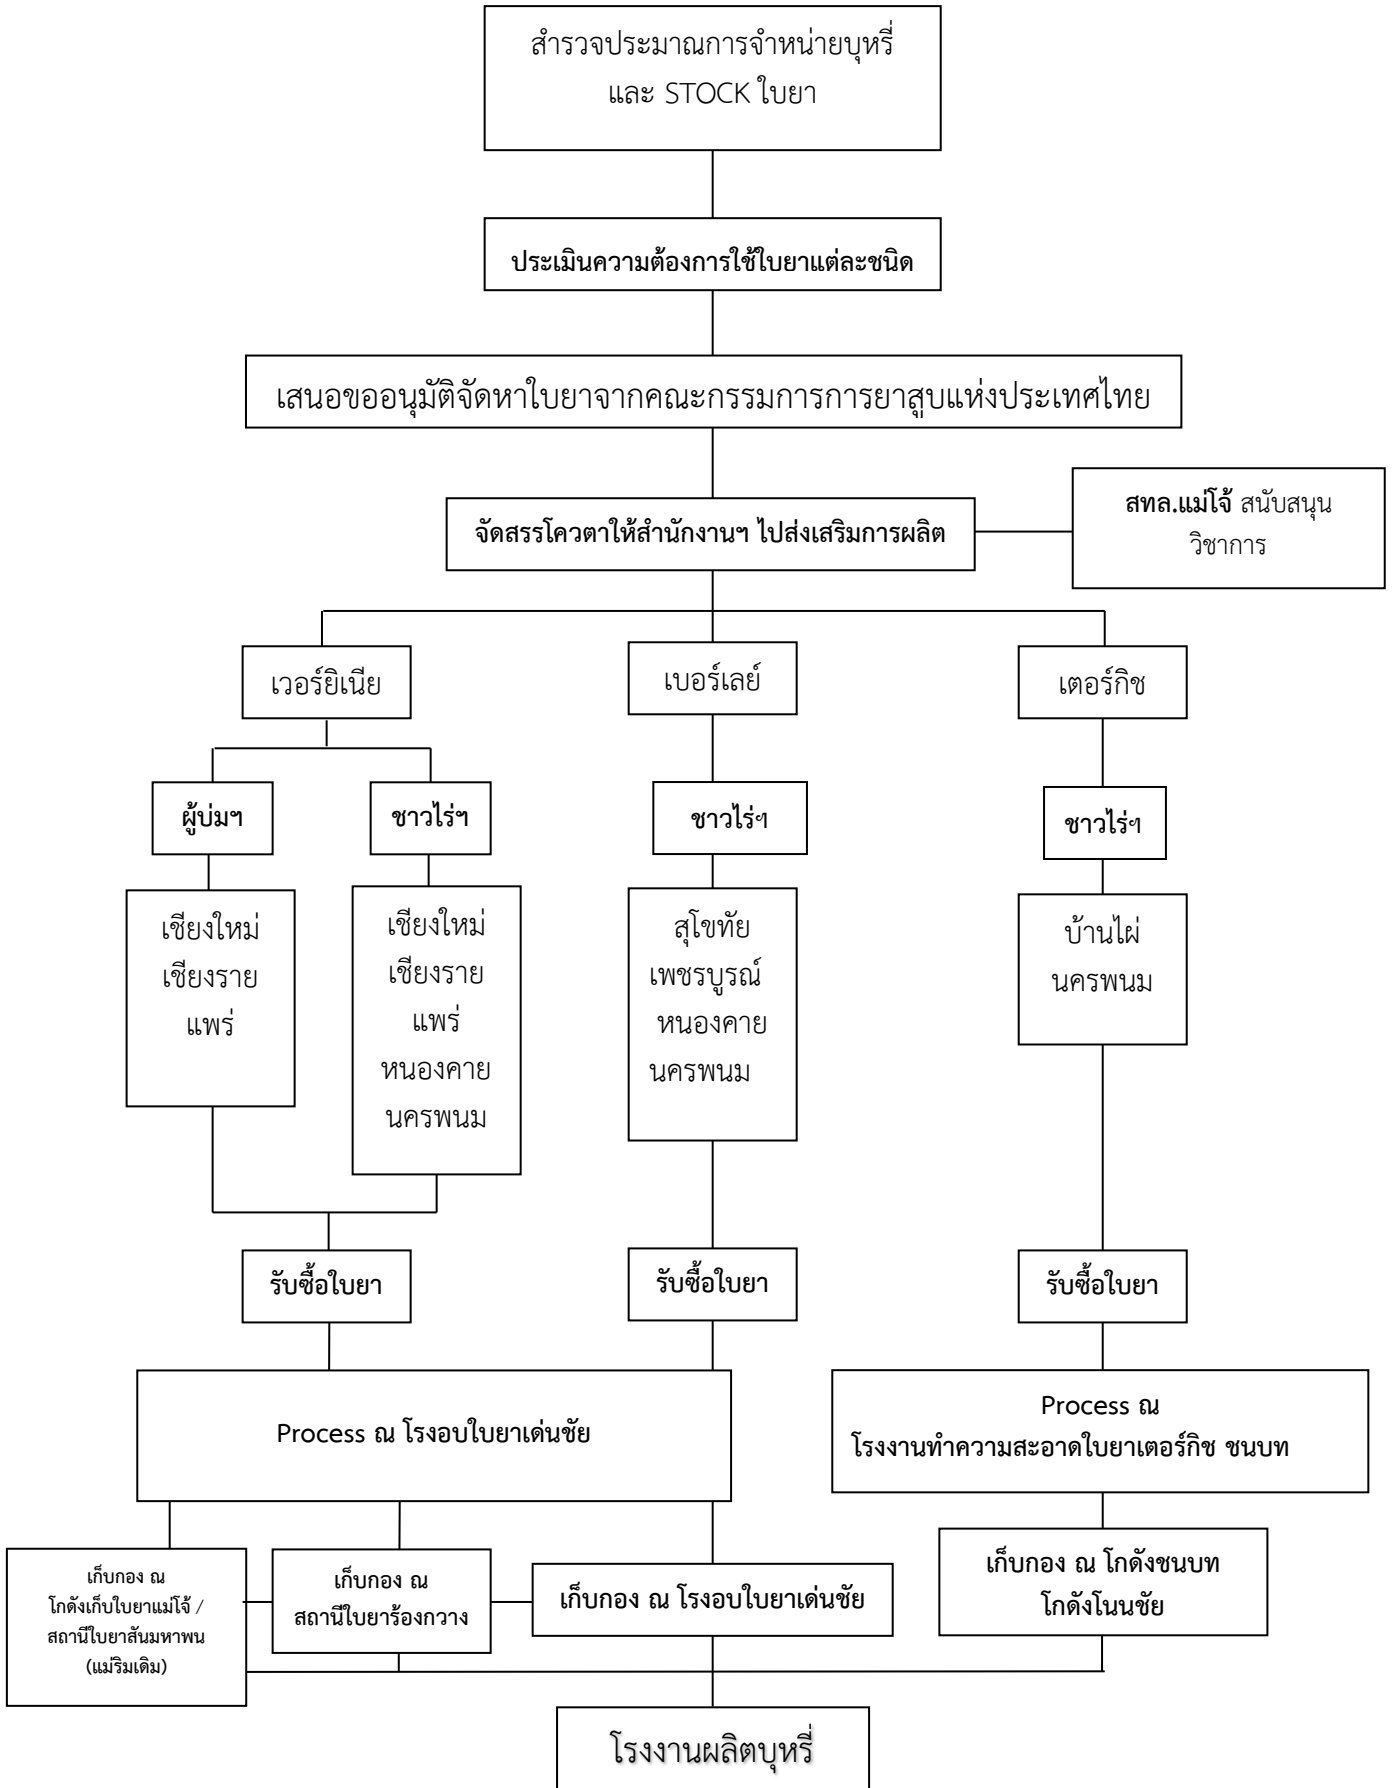 สำรวจประมาณการจำหน่ายบุหรี่
และ STOCK ใบยา
ประเมินความต้องการใช้ใบยาแต่ละชนิด
เสนอขออนุมัติจัดหาใบยาจากคณะกรรมการการยาสูบแห่งประเทศไทย
จัดสรรโควตาให้สำนักงานฯ ไปส่งเสริมการผลิต
สทล.แม่โจ้ สนับสนุน
วิชาการ
เวอร์ยิเนีย
เบอร์เลย์
เตอร์กิช
ผู้บ่มฯ
ชาวไร่ฯ
ชาวไร่ฯ
ชาวไร่ฯ
เชียงใหม่
เชียงราย
แพร่
เชียงใหม่
เชียงราย
แพร่
หนองคาย
นครพนม
สุโขทัย
เพชรบูรณ์
หนองคาย
นครพนม
บ้านไผ่
นครพนม
รับซื้อใบยา
รับซื้อใบยา
รับซื้อใบยา
Process ณ โรงอบใบยาเด่นชัย
Process ณ
โรงงานทำความสะอาดใบยาเตอร์กิช ชนบท
เก็บกอง ณ
โกดังเก็บใบยาแม่โจ้ /
สถานีใบยาสันมหาพน
(แม่ริมเดิม)
เก็บกอง ณ
สถานีใบยาร้องกวาง
เก็บกอง ณ โรงอบใบยาเด่นชัย
เก็บกอง ณ โกดังชนบท
โกดังโนนชัย
โรงงานผลิตบุหรี่